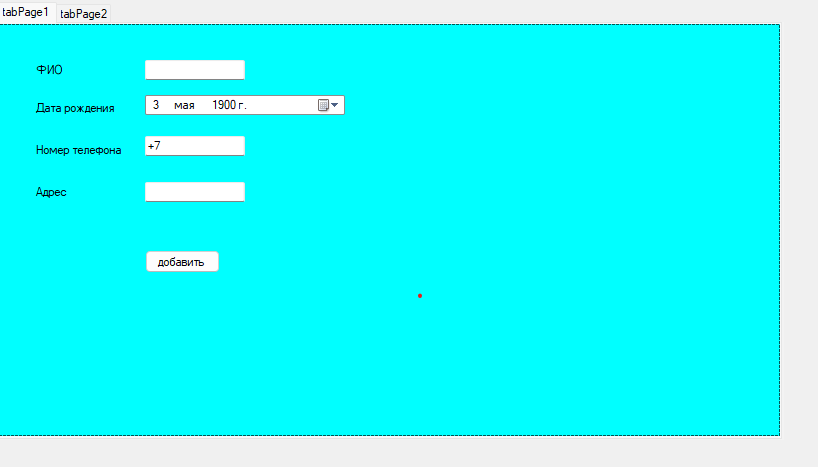 tabPage1 tabPage2
ФИО
Дата рождения 3 мая 1900 г.
Номер телефона +7
Адрес
добавить